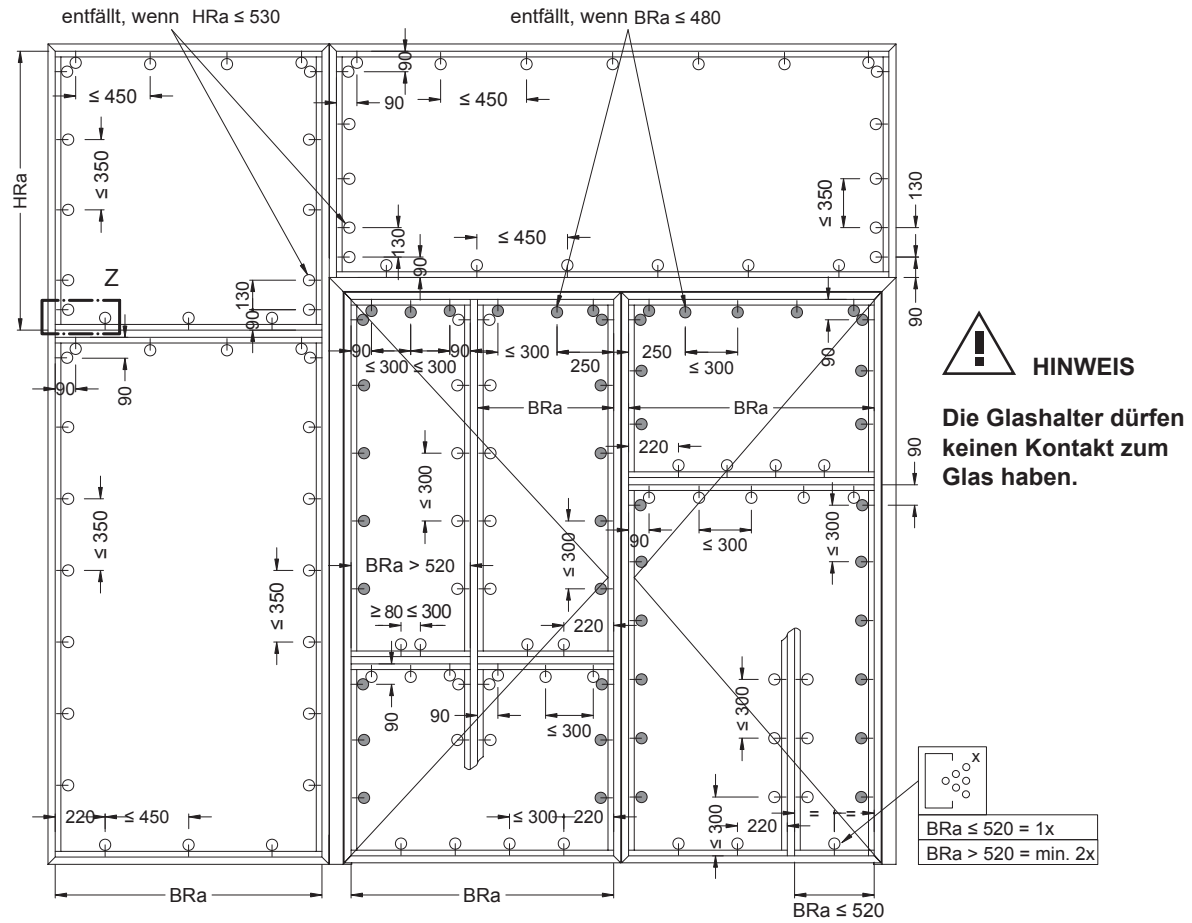 entfällt, wenn HRa ≤ 530
entfällt, wenn BRa ≤ 480
90
≤ 450
90
≤ 450
HRa
≤ 350
≤ 350
130
≤ 450
130
90
Z
130
90
90
90
90
90
≤ 300
≤ 300
90
≤ 300
250
250
≤ 300
90
BRa
BRa
220
HINWEIS
Die Glashalter dürfen
keinen Kontakt zum
Glas haben.
90
≤ 350
≤ 300
≤ 300
90
≤ 300
≤ 300
BRa > 520
≤ 350
≥ 80
≤ 300
220
90
90
≤ 300
≤ 300
220
≤ 450
≤ 300
220
≤ 300
220
=
=
x
BRa ≤ 520 = 1x
BRa > 520 = min. 2x
BRa
BRa
BRa ≤ 520